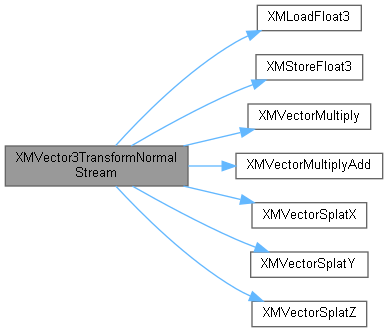 XMLoadFloat3
XMStoreFloat3
XMVectorMultiply
XMVector3TransformNormal
Stream
XMVectorMultiplyAdd
XMVectorSplatX
XMVectorSplatY
XMVectorSplatZ